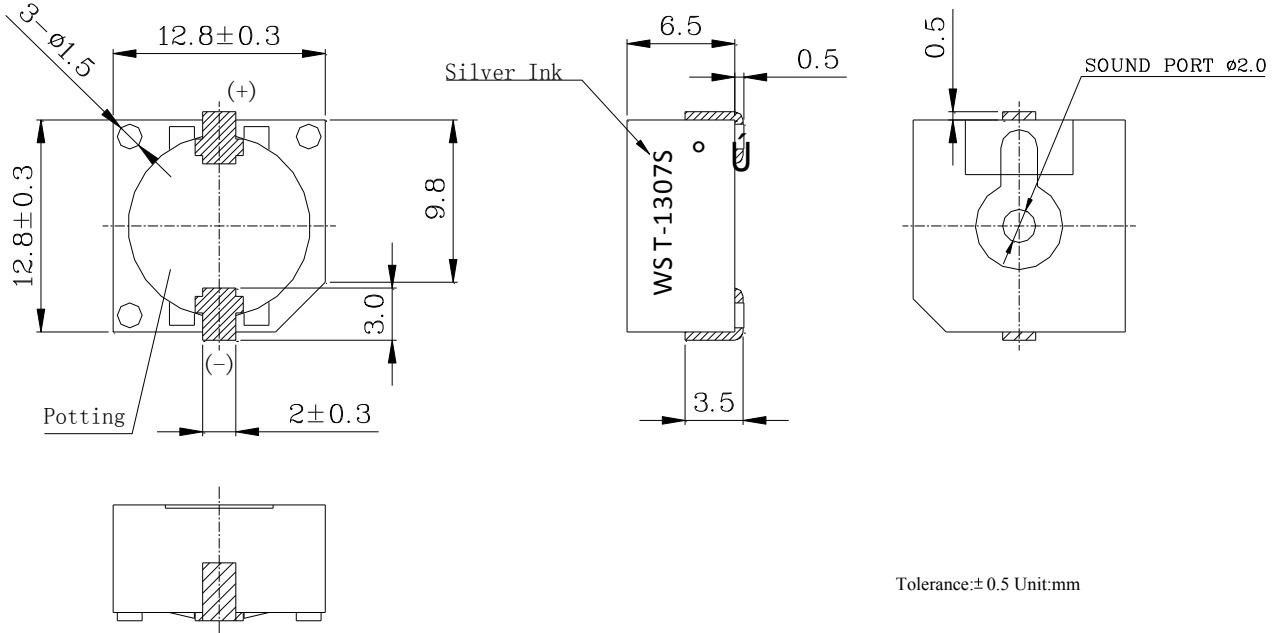 3-ø1.5
12.8±0.3
(+)
12.8±0.3
9.8
3.0
(-)
2±0.3
Potting
6.5
0.5
Silver Ink
WST-1307S
3.5
0.5
SOUND PORT ø2.0
Tolerance:± 0.5 Unit:mm